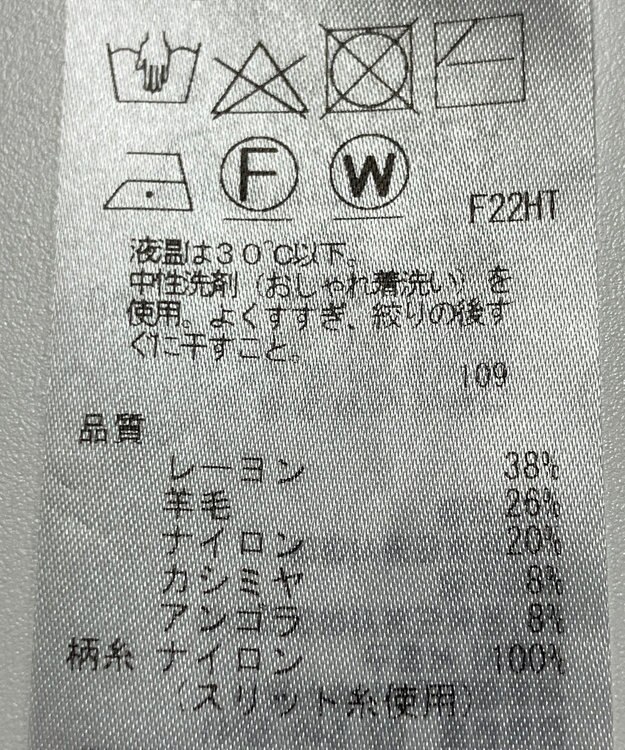 F W F22HT
液温は30℃以下。
中性洗剤（おしゃれ着洗い）を
使用。よくすすぎ、絞りの後す
ぐに干すこと。
109
品質
レーヨン 38%
羊毛 26%
ナイロン 20%
カシミヤ 8%
アンゴラ 8%
柄糸 ナイロン 100%
（スリット糸使用）